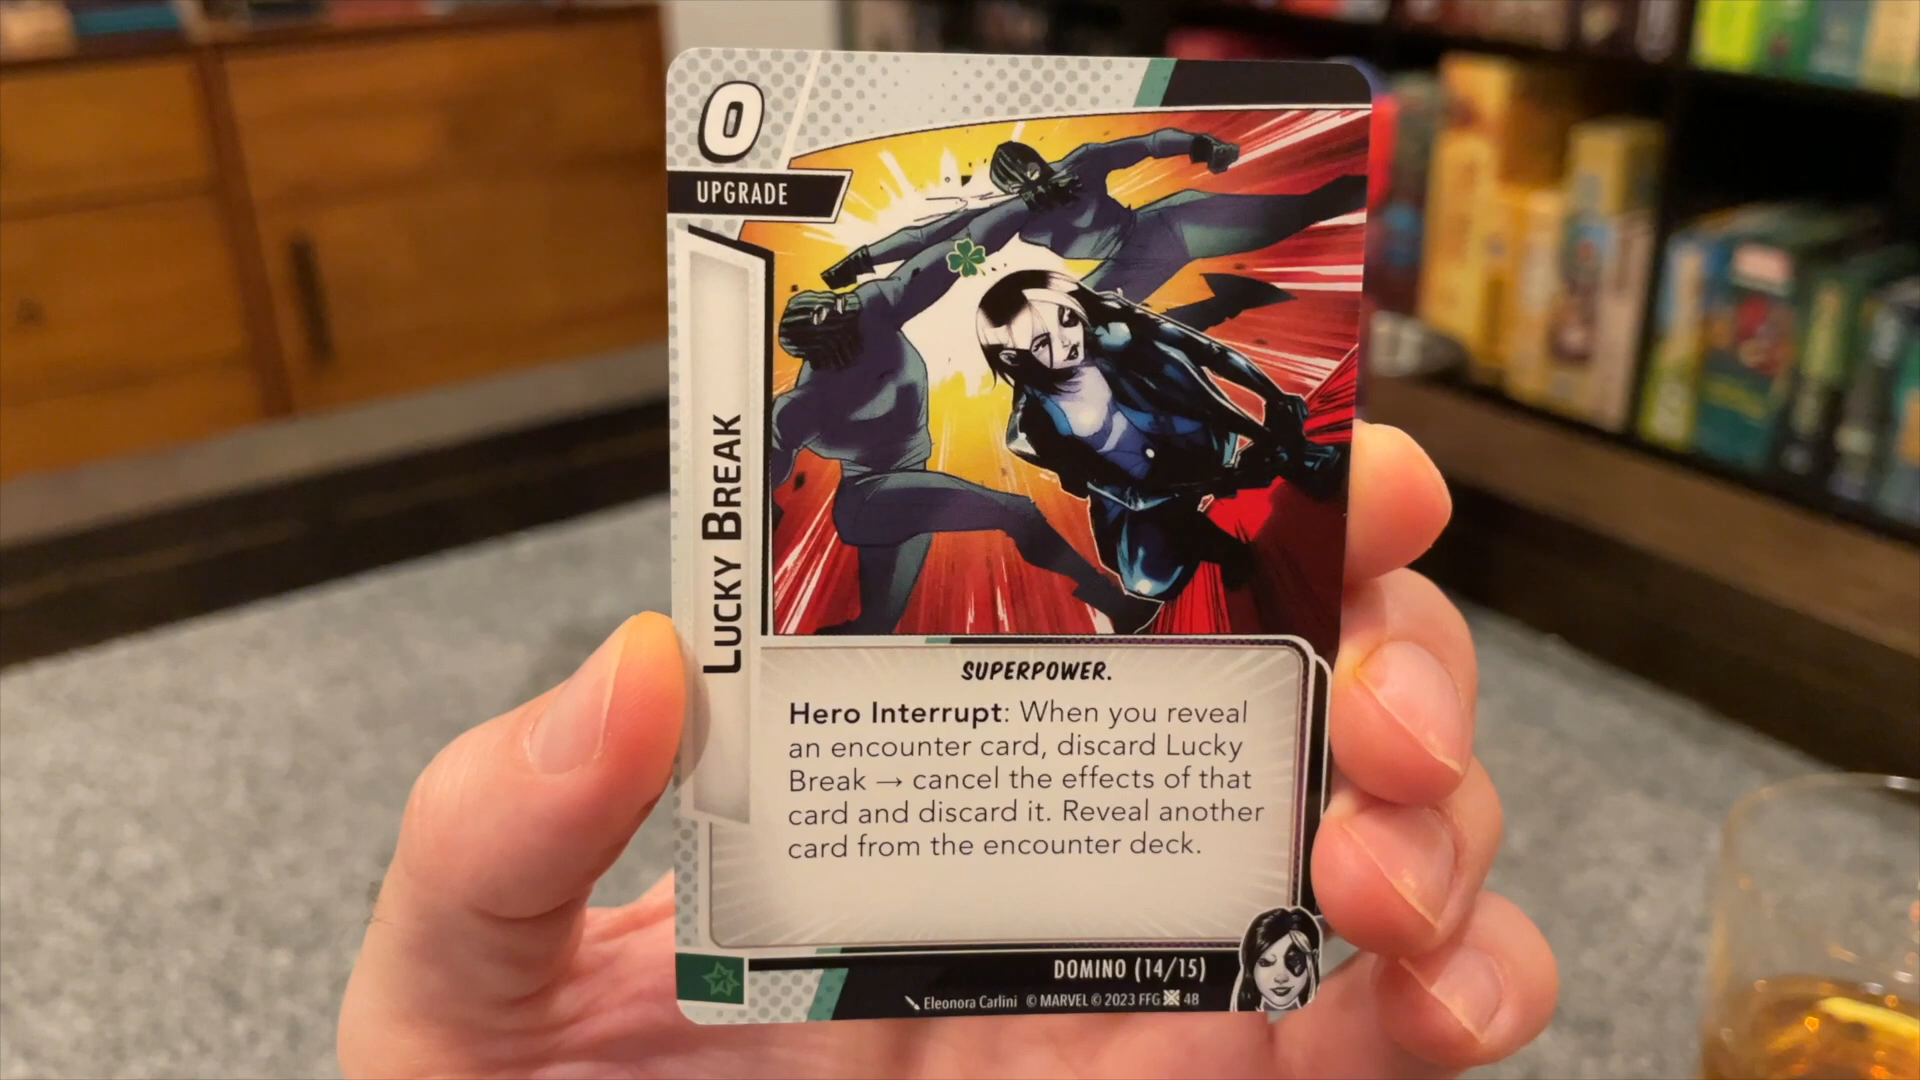 0
UPGRADE
LUCKY BREAK
SUPERPOWER.
Hero Interrupt: When you reveal
an encounter card, discard Lucky
Break → cancel the effects of that
card and discard it. Reveal another
card from the encounter deck.
DOMINO (14/15)
Eleonora Carlini © MARVEL © 2023 FFG 48